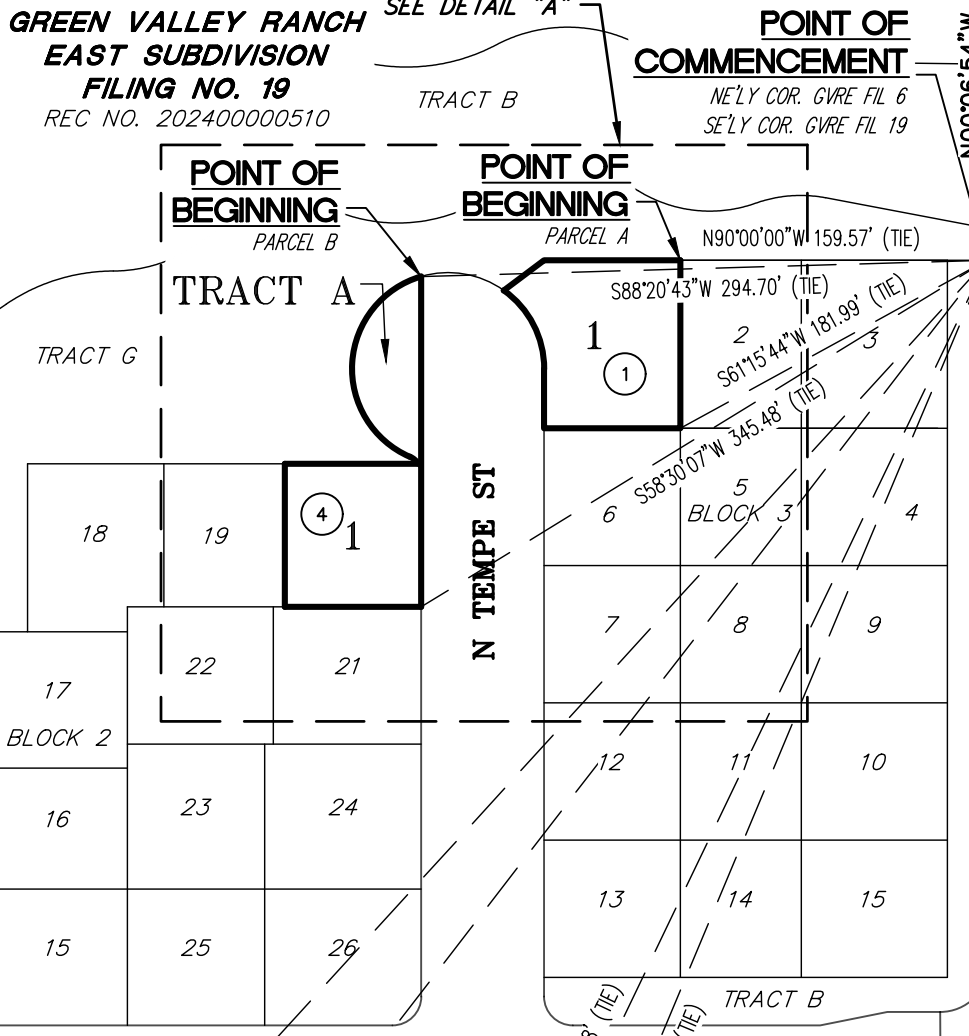 GREEN VALLEY RANCH
EAST SUBDIVISION
FILING NO. 19
REC NO. 202400000510
SEE DETAIL "A"
TRACT B
POINT OF
COMMENCEMENT
NE'LY COR. GVRE FIL 6
SE'LY COR. GVRE FIL 19
N00°06'54"W
POINT OF
BEGINNING
PARCEL B
POINT OF
BEGINNING
PARCEL A
N90°00'00"W 159.57' (TIE)
S88°20'43"W 294.70' (TIE)
S61°15'44"W 181.99' (TIE)
S58°30'07"W 345.48' (TIE)
TRACT A
TRACT G
1
1
2
3
18
19
4
1
N TEMPE ST
6
5
BLOCK 3
4
7
8
9
22
21
17
BLOCK 2
12
11
10
16
23
24
13
14
15
15
25
26
TRACT B
8' (TIE)
(TIE)